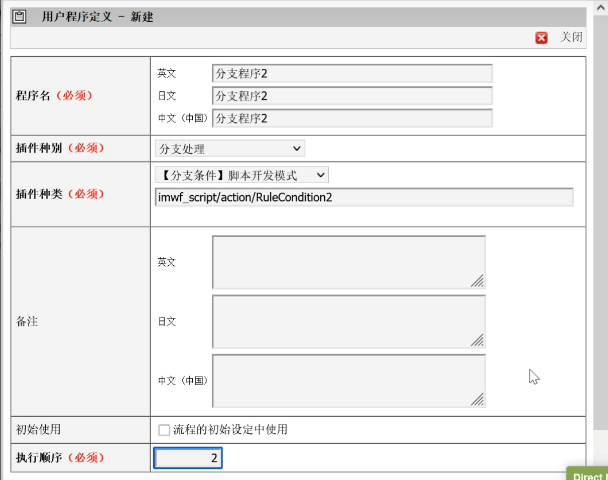 用户程序定义 - 新建
关闭
程序名（必须）
英文 分支程序2
日文 分支程序2
中文（中国） 分支程序2
插件种别（必须） 分支处理
插件种类（必须） 【分支条件】脚本开发模式
imwf_script/action/RuleCondition2
备注
英文
日文
中文（中国）
初始使用 流程的初始设定中使用
执行顺序（必须） 2
Direct